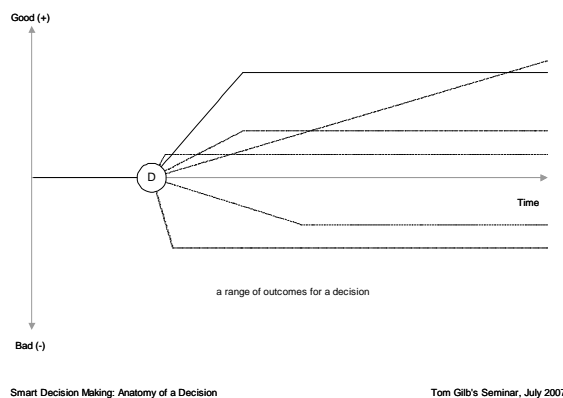 Good (+)
D
Time
a range of outcomes for a decision
Bad (-)
Smart Decision Making: Anatomy of a Decision
Tom Gilb's Seminar, July 2007